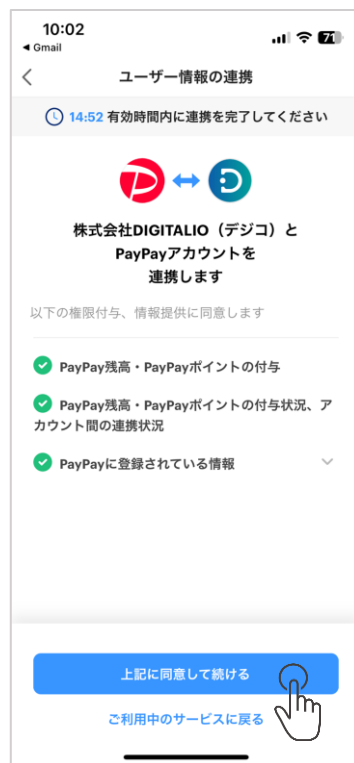 10:02
71
◀ Gmail
ユーザー情報の連携
14:52 有効時間内に連携を完了してください
株式会社DIGITALIO（デジコ）と
PayPayアカウントを
連携します
以下の権限付与、情報提供に同意します
PayPay残高・PayPayポイントの付与
PayPay残高・PayPayポイントの付与状況、ア
カウント間の連携状況
PayPayに登録されている情報
上記に同意して続ける
ご利用中のサービスに戻る